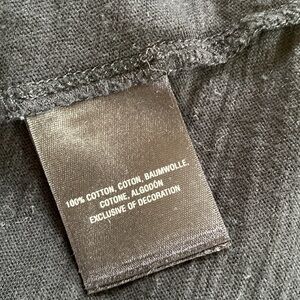 100% COTTON, COTON, BAUMWOLLE,
COTONE, ALGODÓN
EXCLUSIVE OF DECORATION